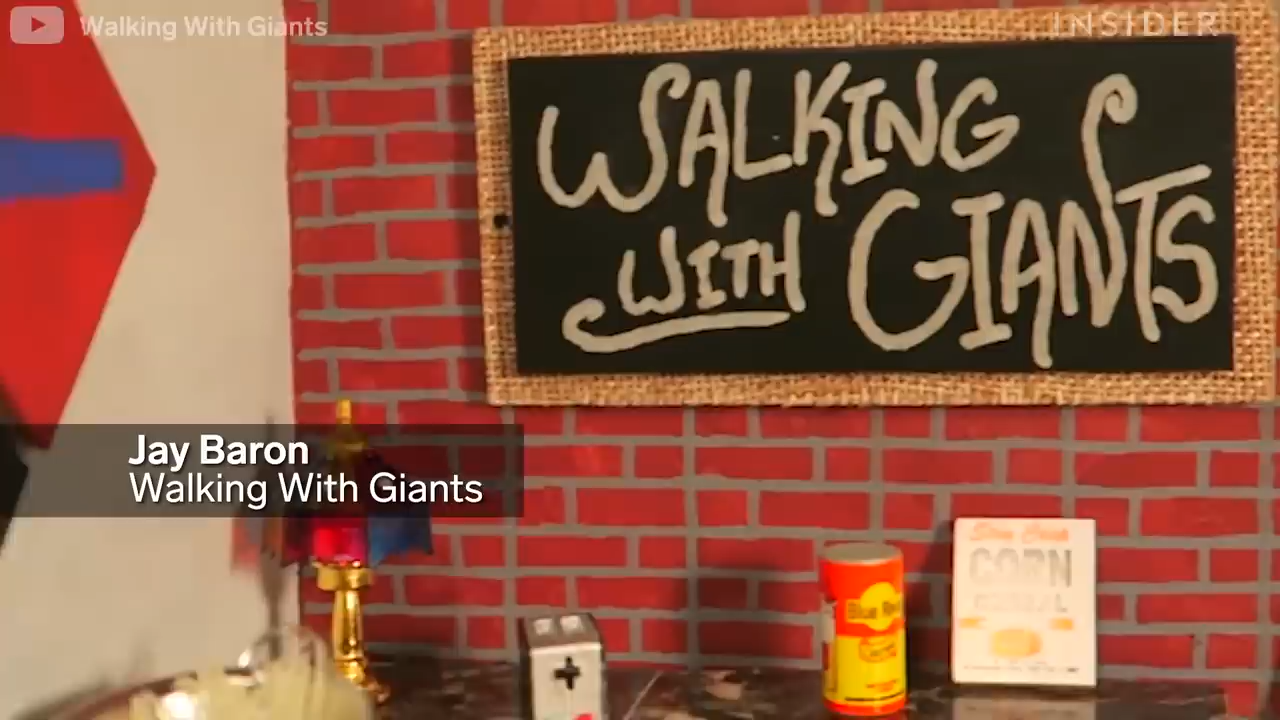 Walking With Giants
INSIDER
WALKING
WITH GIANTS
Jay Baron
Walking With Giants
CORN